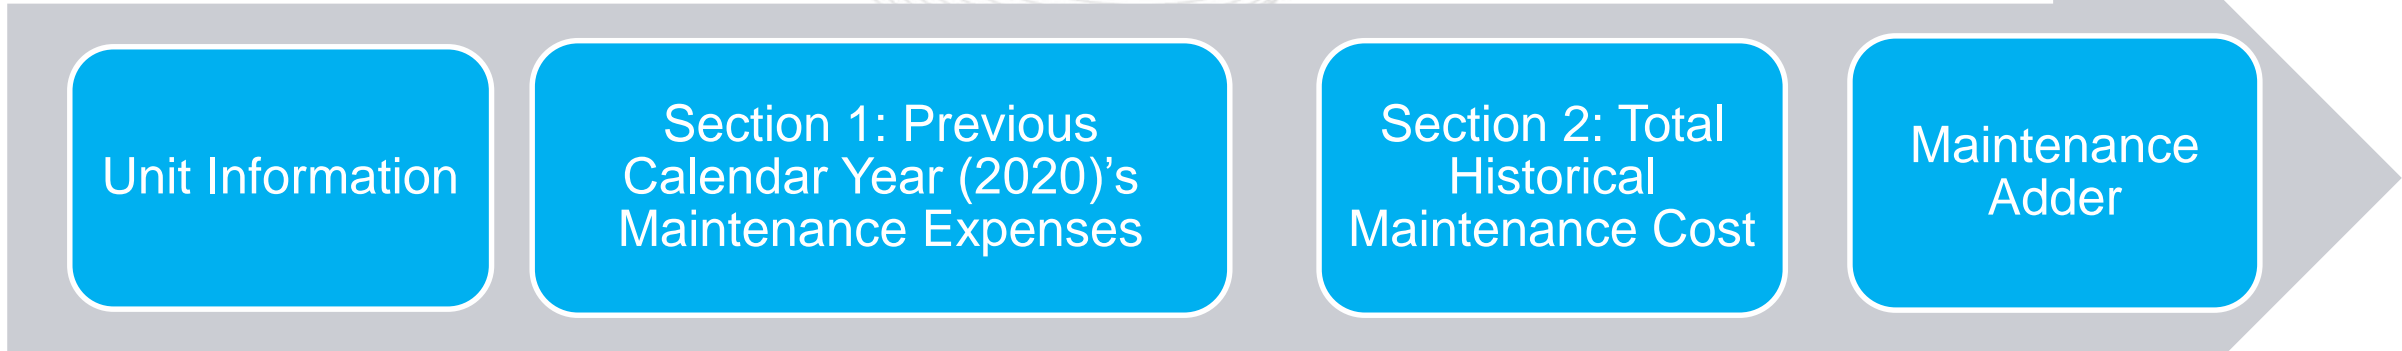 Unit Information
Section 1: Previous
Calendar Year (2020)’s
Maintenance Expenses
Section 2: Total
Historical
Maintenance Cost
Maintenance
Adder